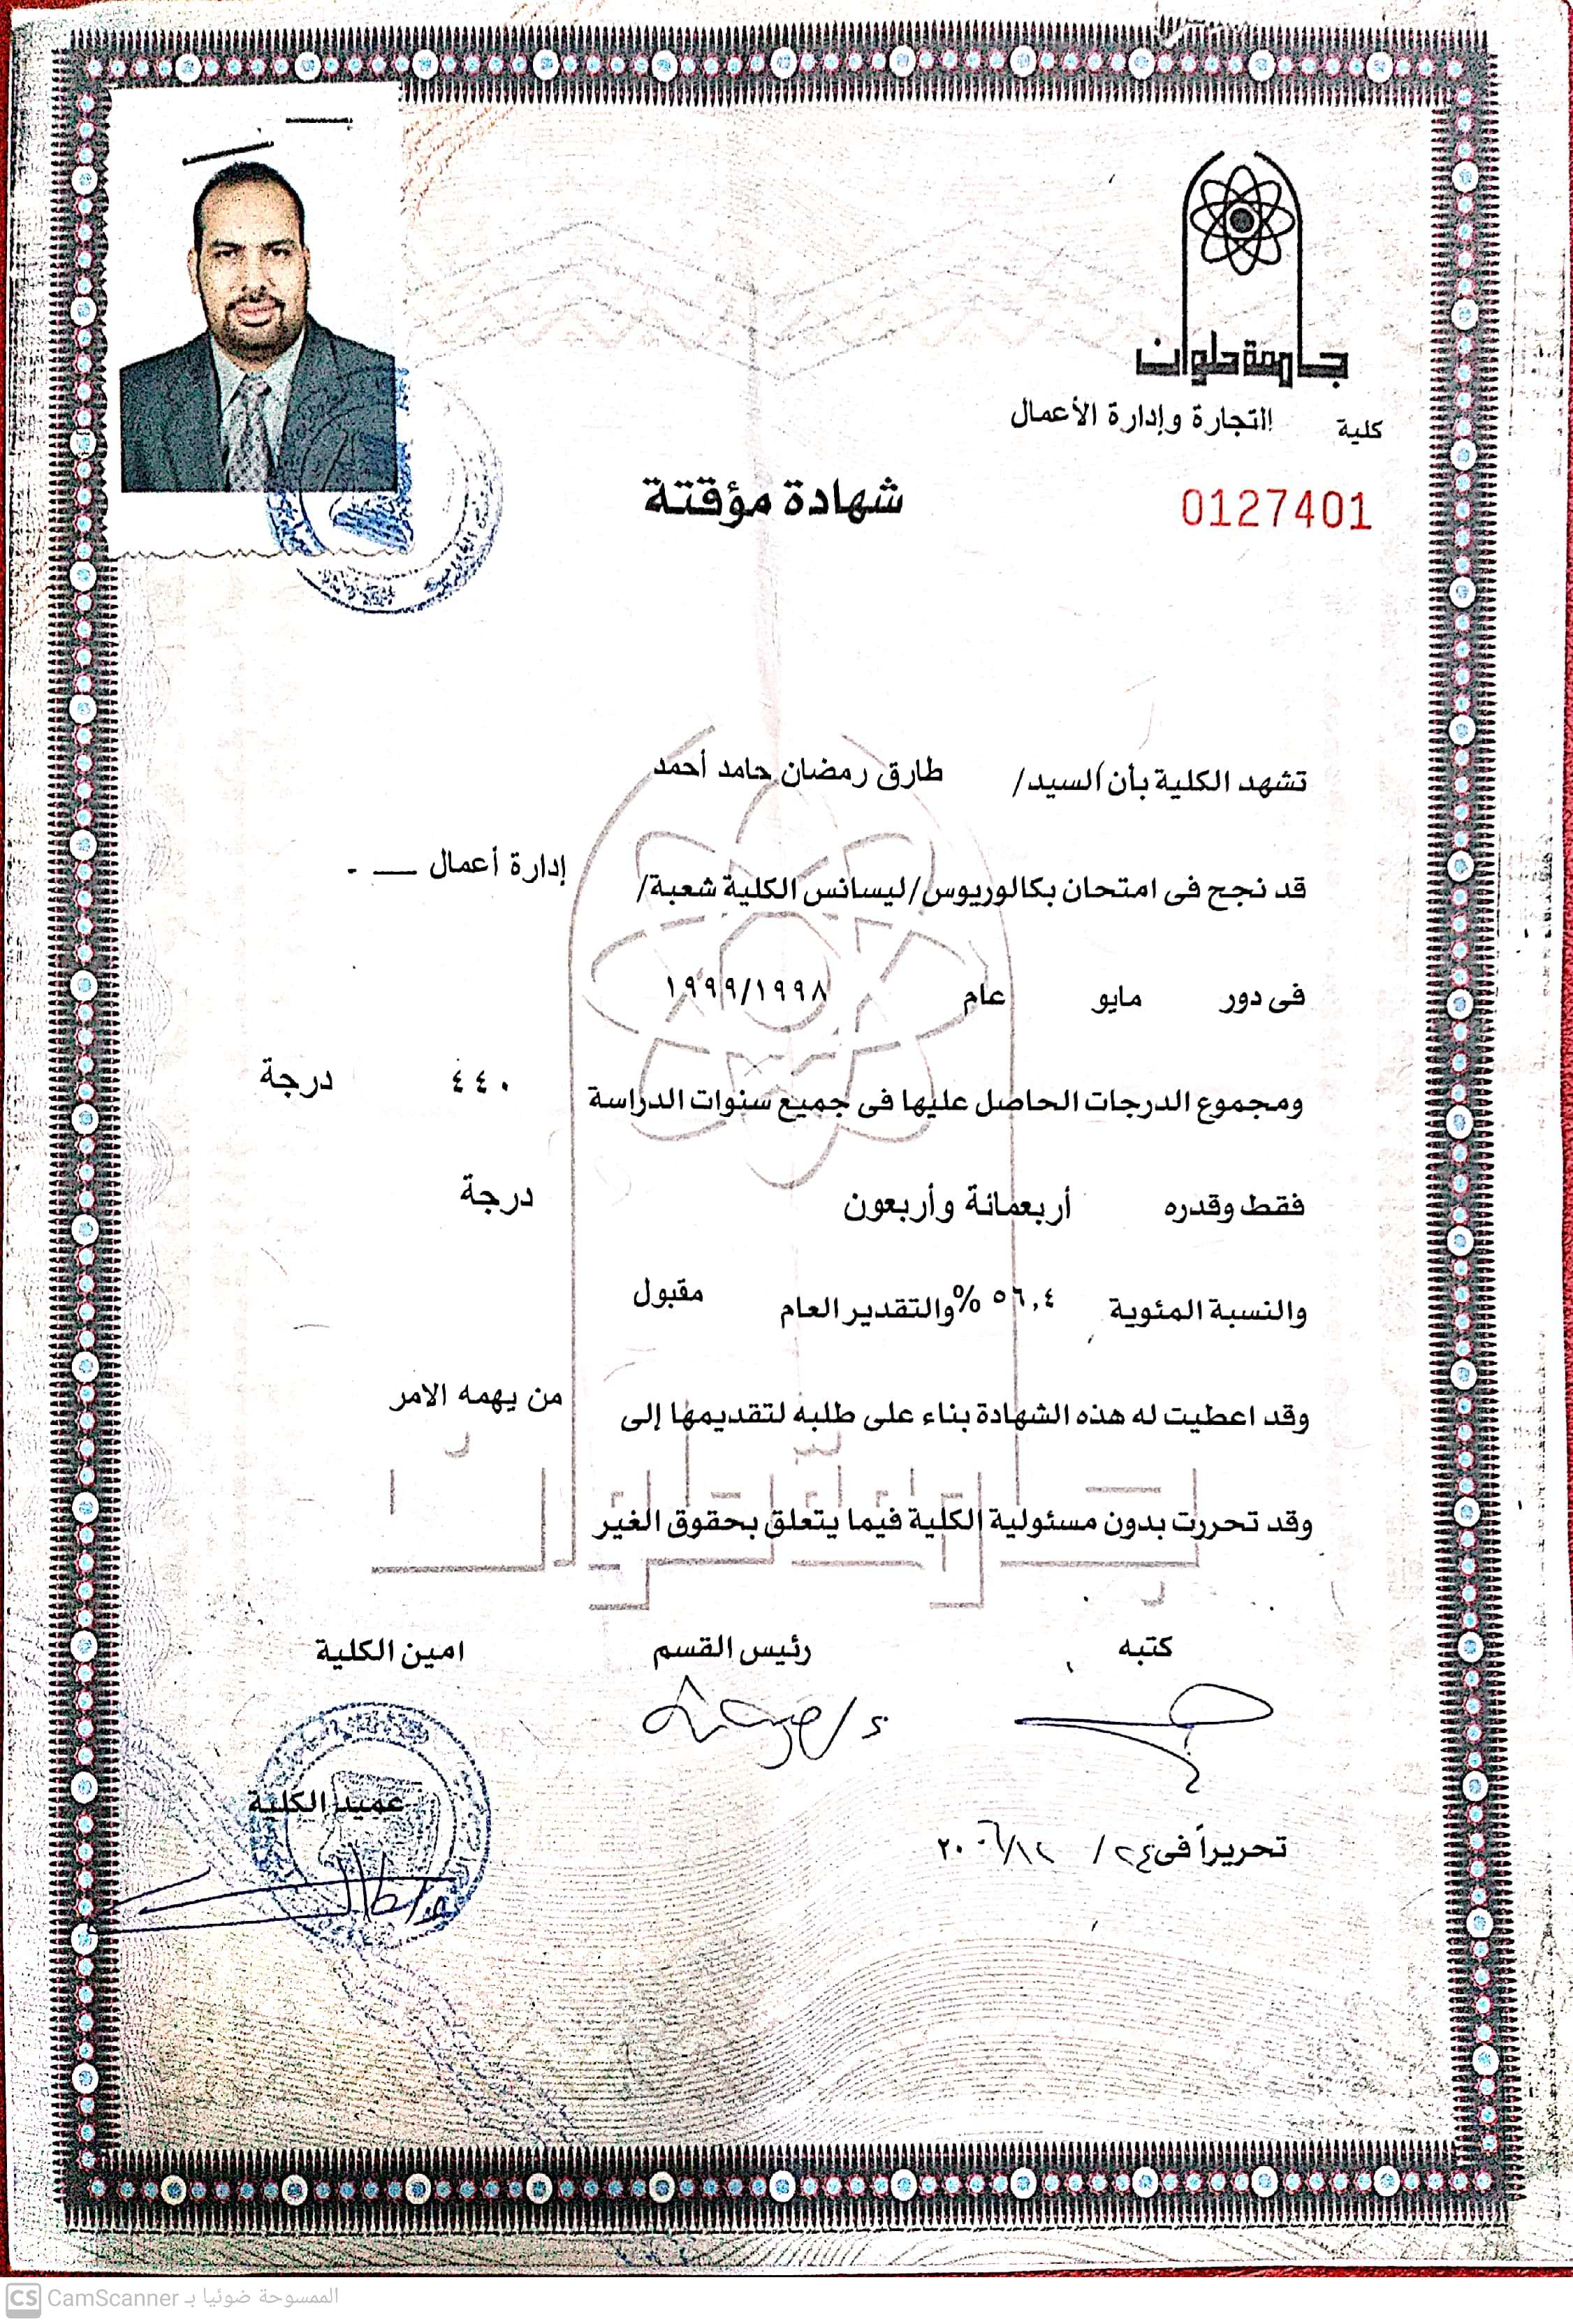 جامعة حلوان
كلية التجارة وإدارة الأعمال
0127401
شهادة مؤقتة
تشهد الكلية بأن السيد/ طارق رمضان حامد أحمد
قد نجح فى امتحان بكالوريوس/ليسانس الكلية شعبة/ إدارة أعمال
فى دور مايو عام ١٩٩٩/١٩٩٨
ومجموع الدرجات الحاصل عليها فى جميع سنوات الدراسة ٤٤٠ درجة
فقط وقدره أربعمائة وأربعون درجة
والنسبة المئوية ٥٦,٤ % والتقدير العام مقبول
وقد اعطيت له هذه الشهادة بناء على طلبه لتقديمها إلى من يهمه الامر
وقد تحررت بدون مسئولية الكلية فيما يتعلق بحقوق الغير
كتبه رئيس القسم امين الكلية
عميد الكلية
تحريراً فى ٢٤/ ١٢/ ٢٠٠٦
CS CamScanner الممسوحة ضوئيا بـ